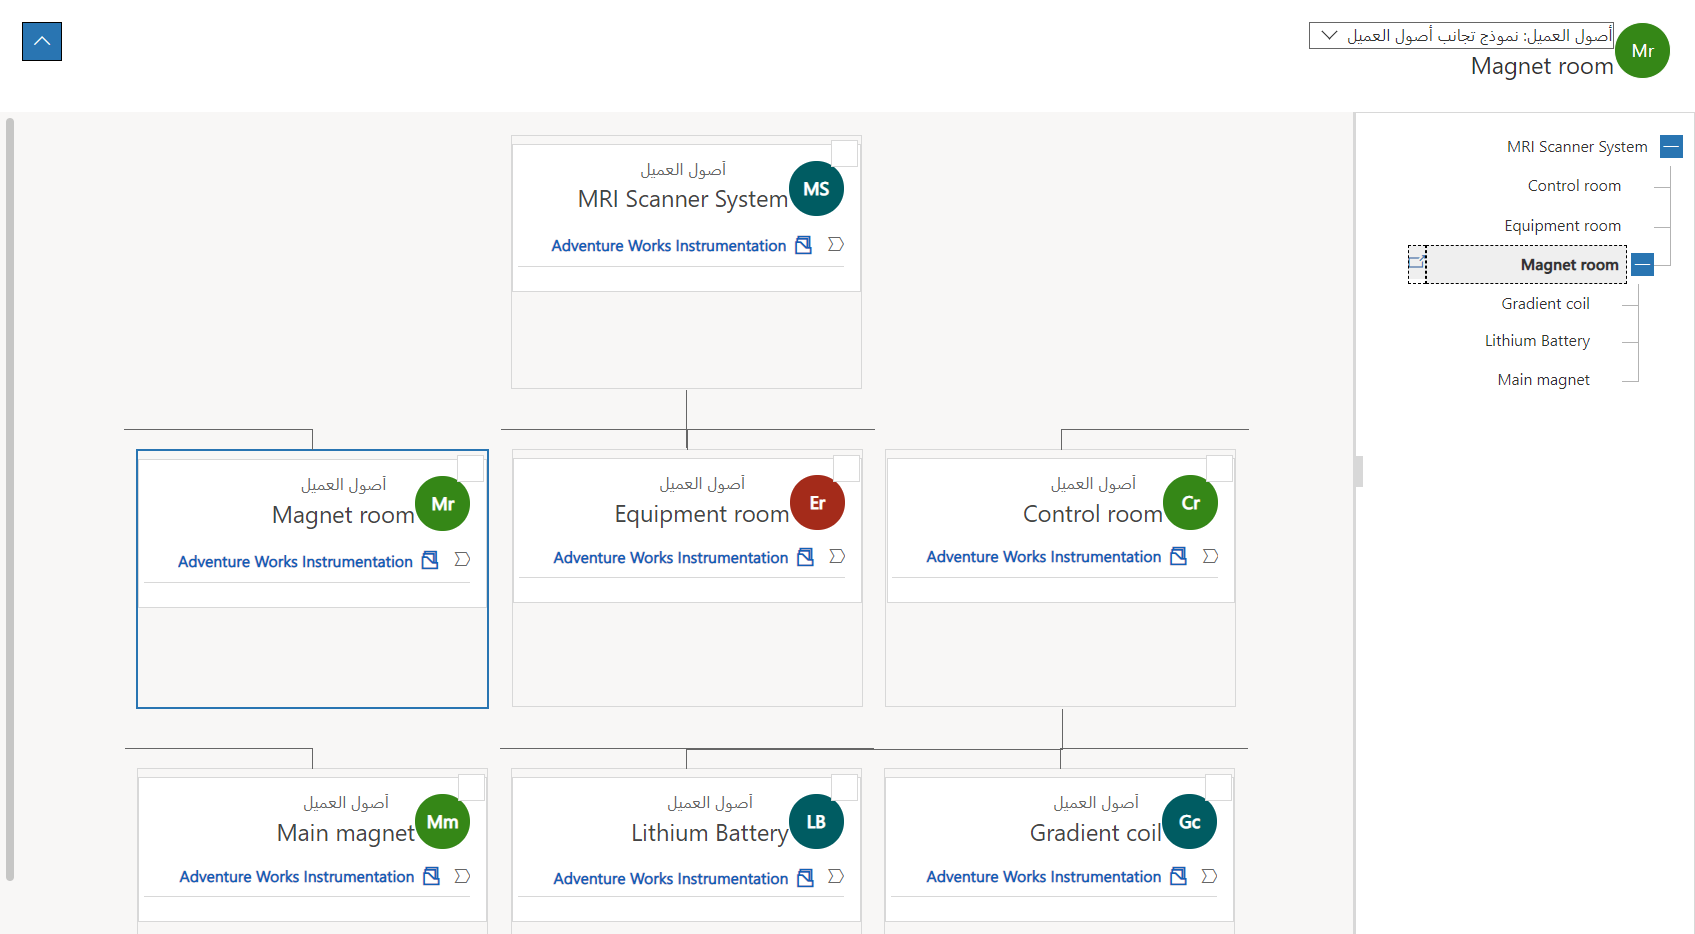 أصول العميل: نموذج تجانب أصول العميل
Magnet room
Mr
MRI Scanner System
Control room
Equipment room
Magnet room
Gradient coil
Lithium Battery
Main magnet
أصول العميل
MRI Scanner System
MS
Adventure Works Instrumentation
أصول العميل
Control room
Cr
Adventure Works Instrumentation
أصول العميل
Equipment room
Er
Adventure Works Instrumentation
أصول العميل
Magnet room
Mr
Adventure Works Instrumentation
أصول العميل
Gradient coil
Gc
Adventure Works Instrumentation
أصول العميل
Lithium Battery
LB
Adventure Works Instrumentation
أصول العميل
Main magnet
Mm
Adventure Works Instrumentation